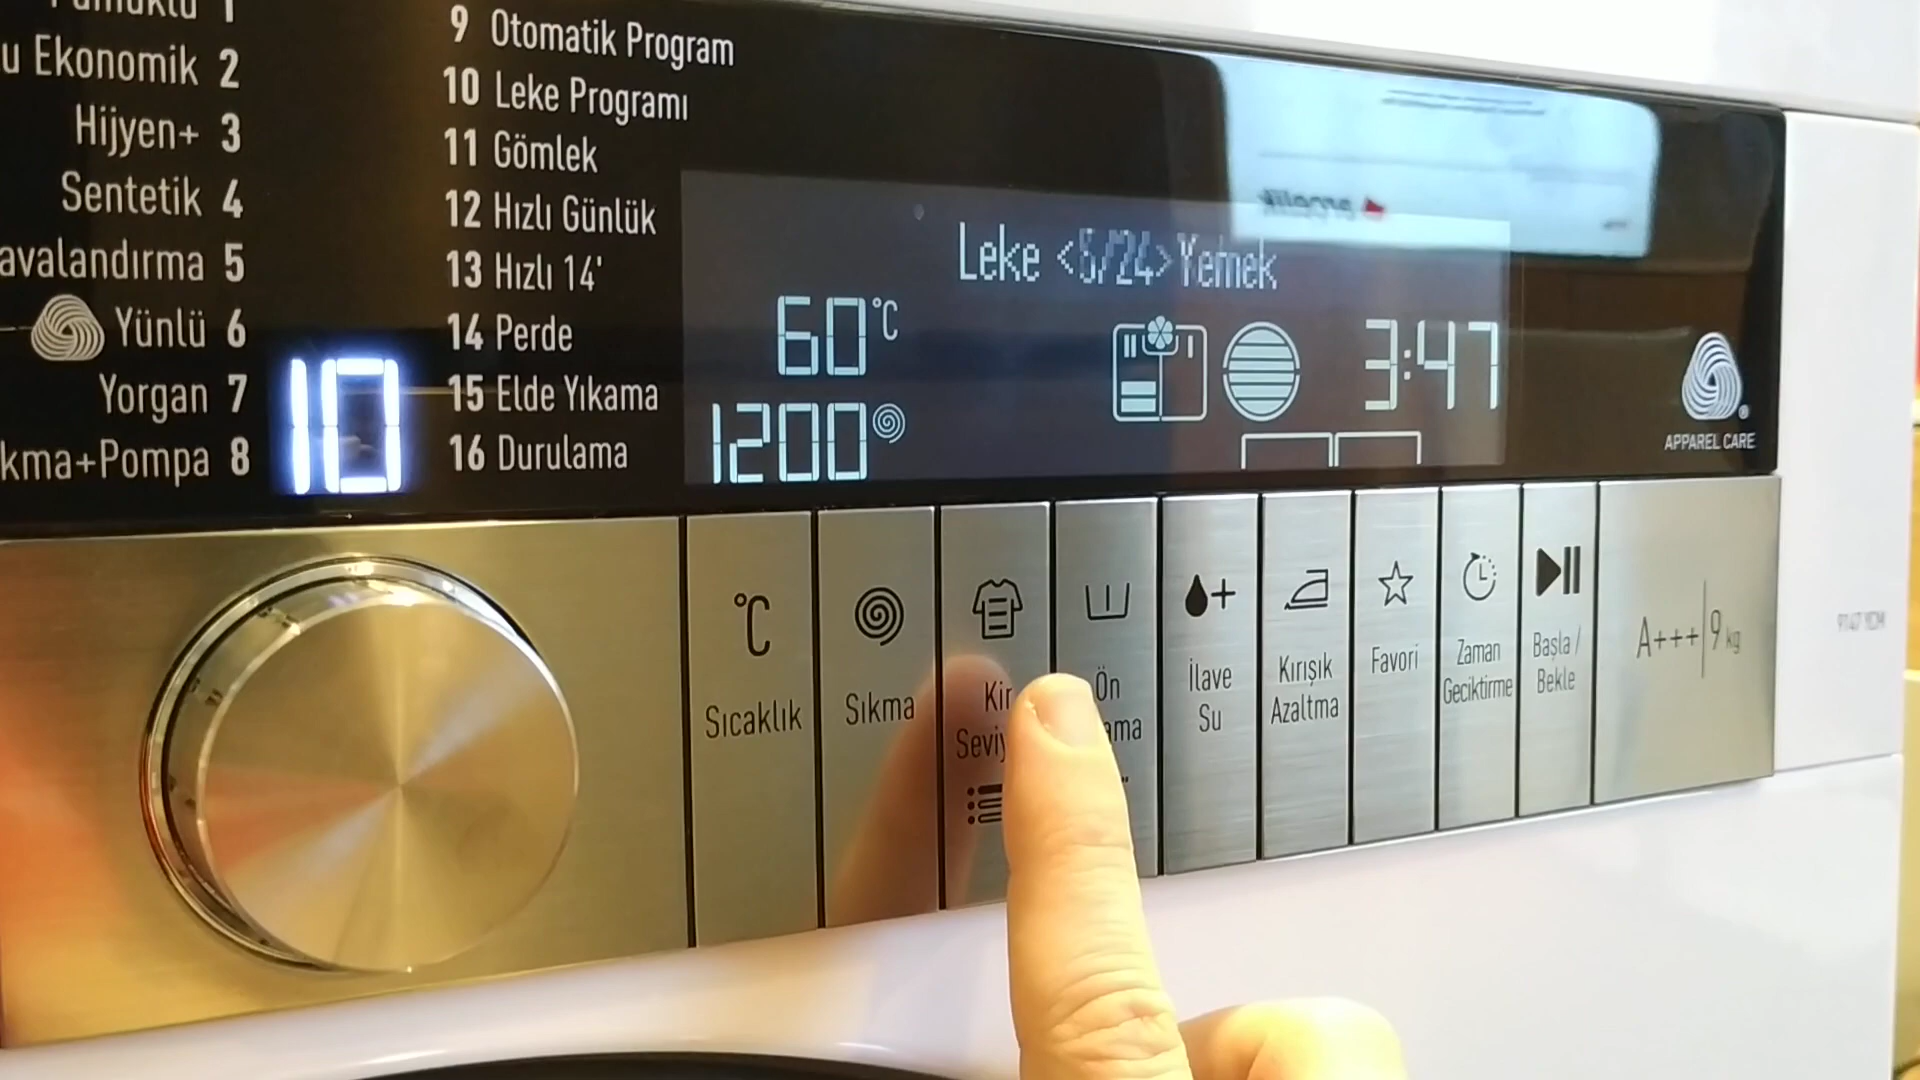 1
u Ekonomik 2
Hijyen+ 3
Sentetik 4
avalandırma 5
Yünlü 6
Yorgan 7
kma+Pompa 8
10
9 Otomatik Program
10 Leke Programı
11 Gömlek
12 Hızlı Günlük
13 Hızlı 14'
14 Perde
15 Elde Yıkama
16 Durulama
Leke < /24> Yemek
60°C
3:47
1200
APPAREL CARE
°C
Sıcaklık
Sıkma
Kir
Seviy
Ön
ama
İlave
Su
Kırışık
Azaltma
Favori
Zaman
Geciktirme
Başla /
Bekle
A+++ 9 kg